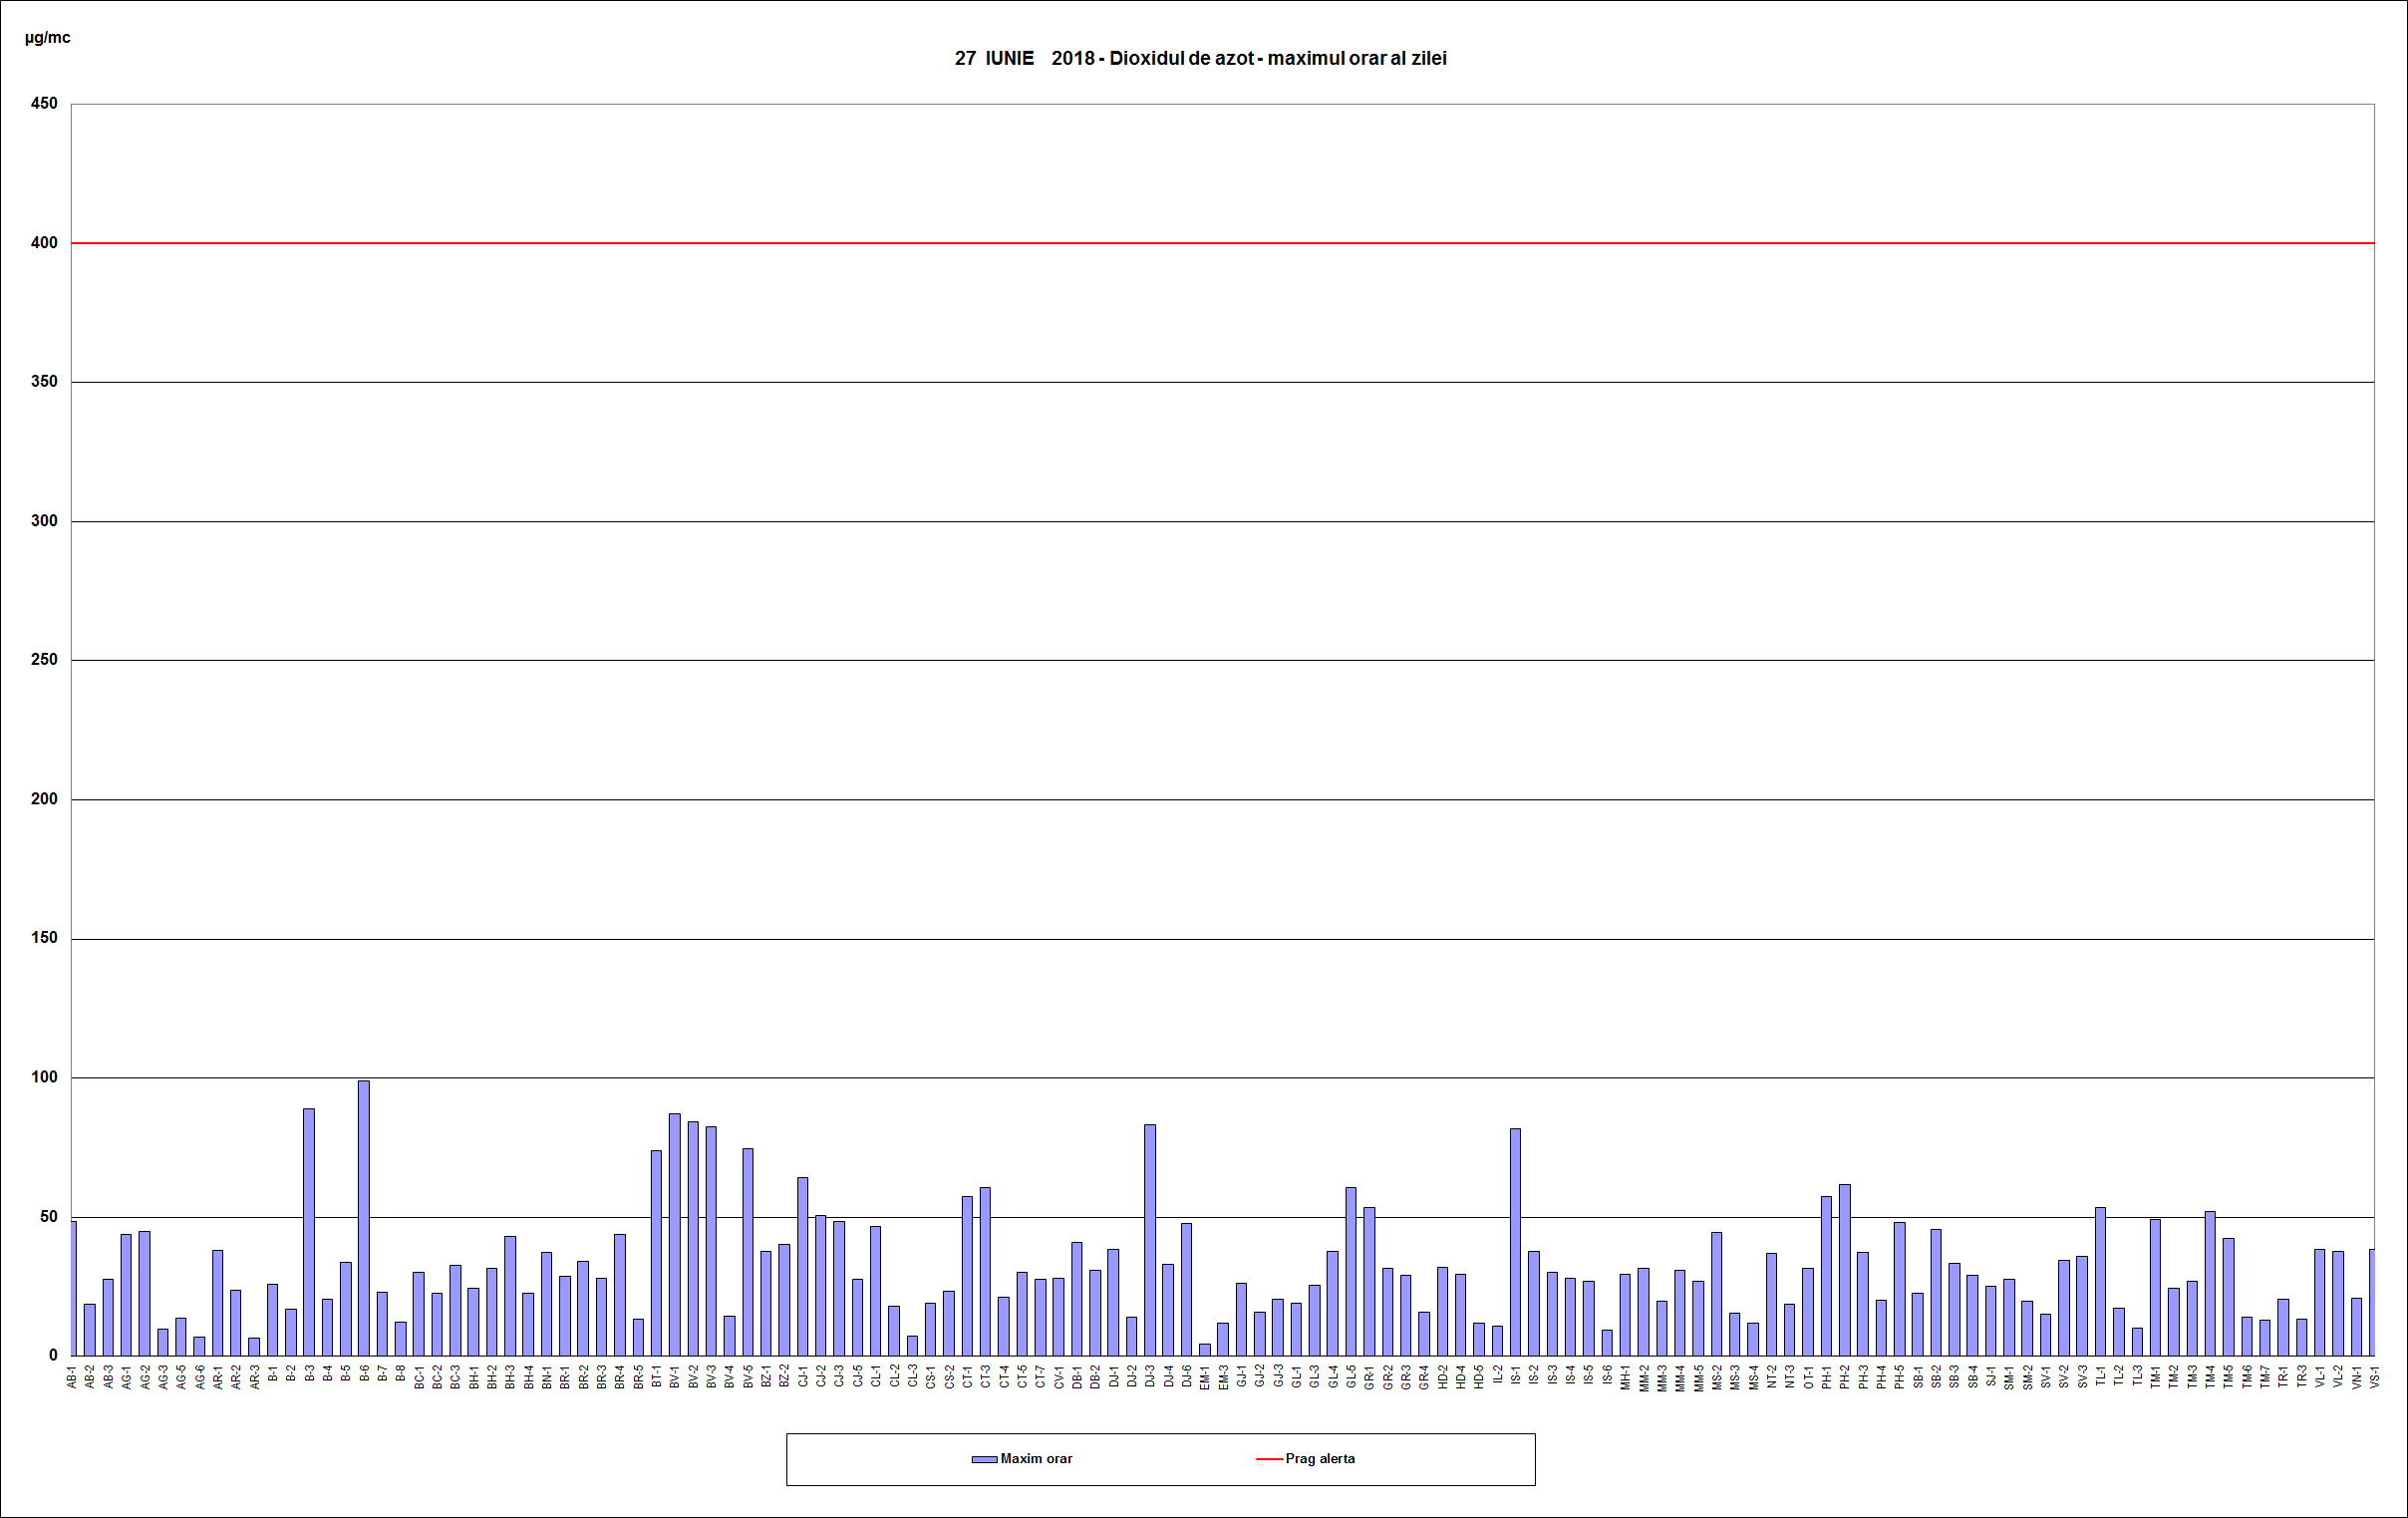 µg/mc
27 IUNIE 2018 - Dioxidul de azot - maximul orar al zilei
450
400
350
300
250
200
150
100
50
0
AB-1 AB-2 AB-3 AG-1 AG-2 AG-3 AG-5 AG-6 AR-1 AR-2 AR-3 B-1 B-2 B-3 B-4 B-5 B-6 B-7 B-8 BC-1 BC-2 BC-3 BH-1 BH-2 BH-3 BH-4 BN-1 BR-1 BR-2 BR-3 BR-4 BR-5 BT-1 BV-1 BV-2 BV-3 BV-4 BV-5 BZ-1 BZ-2 CJ-1 CJ-2 CJ-3 CJ-5 CL-1 CL-2 CL-3 CS-1 CS-2 CT-1 CT-3 CT-4 CT-5 CT-7 CV-1 DB-1 DB-2 DJ-1 DJ-2 DJ-3 DJ-4 DJ-6 EM-1 EM-3 GJ-1 GJ-2 GJ-3 GL-1 GL-3 GL-4 GL-5 GR-1 GR-2 GR-3 GR-4 HD-2 HD-4 HD-5 IL-2 IS-1 IS-2 IS-3 IS-4 IS-5 IS-6 MH-1 MM-2 MM-3 MM-4 MM-5 MS-2 MS-3 MS-4 NT-2 NT-3 OT-1 PH-1 PH-2 PH-3 PH-4 PH-5 SB-1 SB-2 SB-3 SB-4 SJ-1 SM-1 SM-2 SV-1 SV-2 SV-3 TL-1 TL-2 TL-3 TM-1 TM-2 TM-3 TM-4 TM-5 TM-6 TM-7 TR-1 TR-3 VL-1 VL-2 VN-1 VS-1
Maxim orar Prag alerta